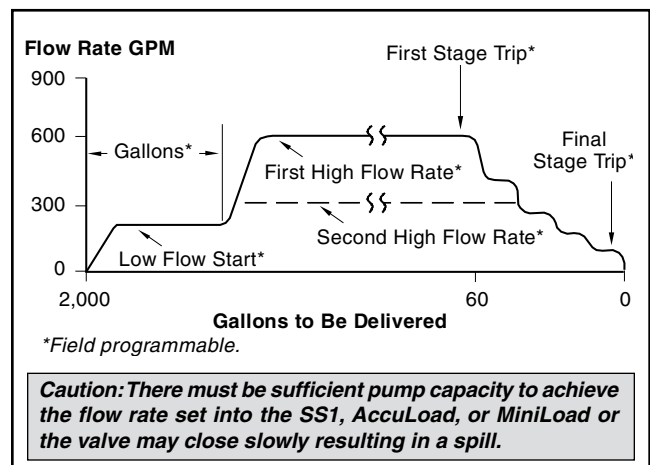 Flow Rate GPM
First Stage Trip*
900
600
Gallons*
Final
Stage Trip*
First High Flow Rate*
300
Second High Flow Rate*
Low Flow Start*
0
2,000
60
0
Gallons to Be Delivered
*Field programmable.
Caution: There must be sufficient pump capacity to achieve
the flow rate set into the SS1, AccuLoad, or MiniLoad or
the valve may close slowly resulting in a spill.